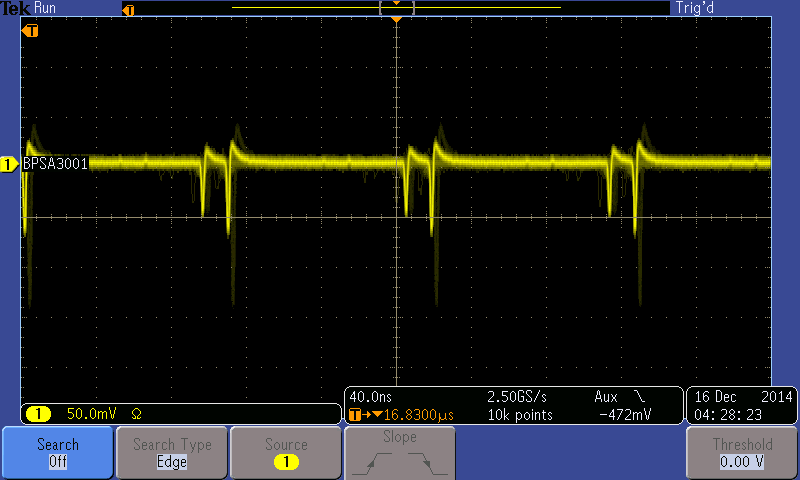 Tek Run Trig'd
T
T
1 BPSA3001
1 50.0mV Ω
40.0ns 2.50GS/s Aux
T 16.8300µs 10k points -472mV
16 Dec 2014
04:28:23
Search
Off
Search Type
Edge
Source
1
Slope
Threshold
0.00 V